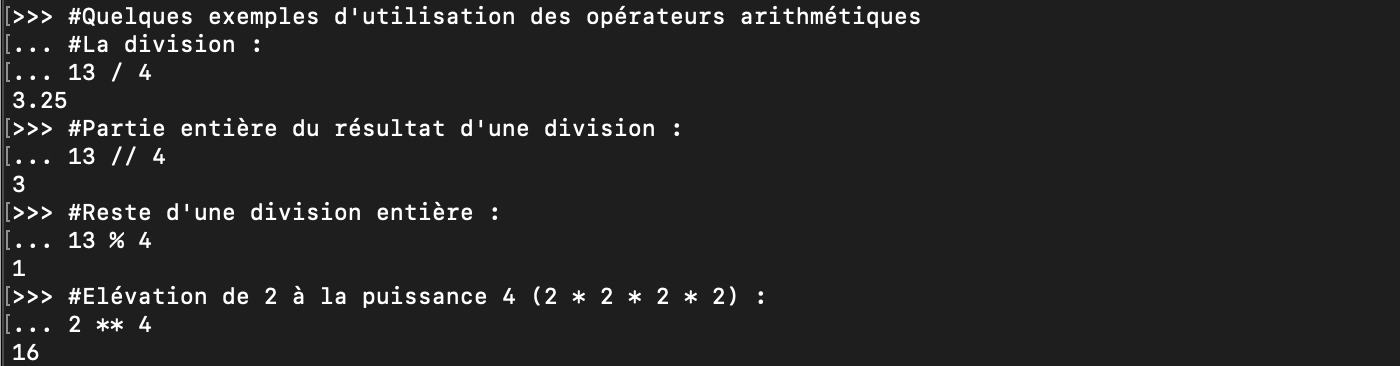 [>>> #Quelques exemples d'utilisation des opérateurs arithmétiques
[... #La division :
[... 13 / 4
3.25
[>>> #Partie entière du résultat d'une division :
[... 13 // 4
3
[>>> #Reste d'une division entière :
[... 13 % 4
1
[>>> #Elévation de 2 à la puissance 4 (2 * 2 * 2 * 2) :
[... 2 ** 4
16